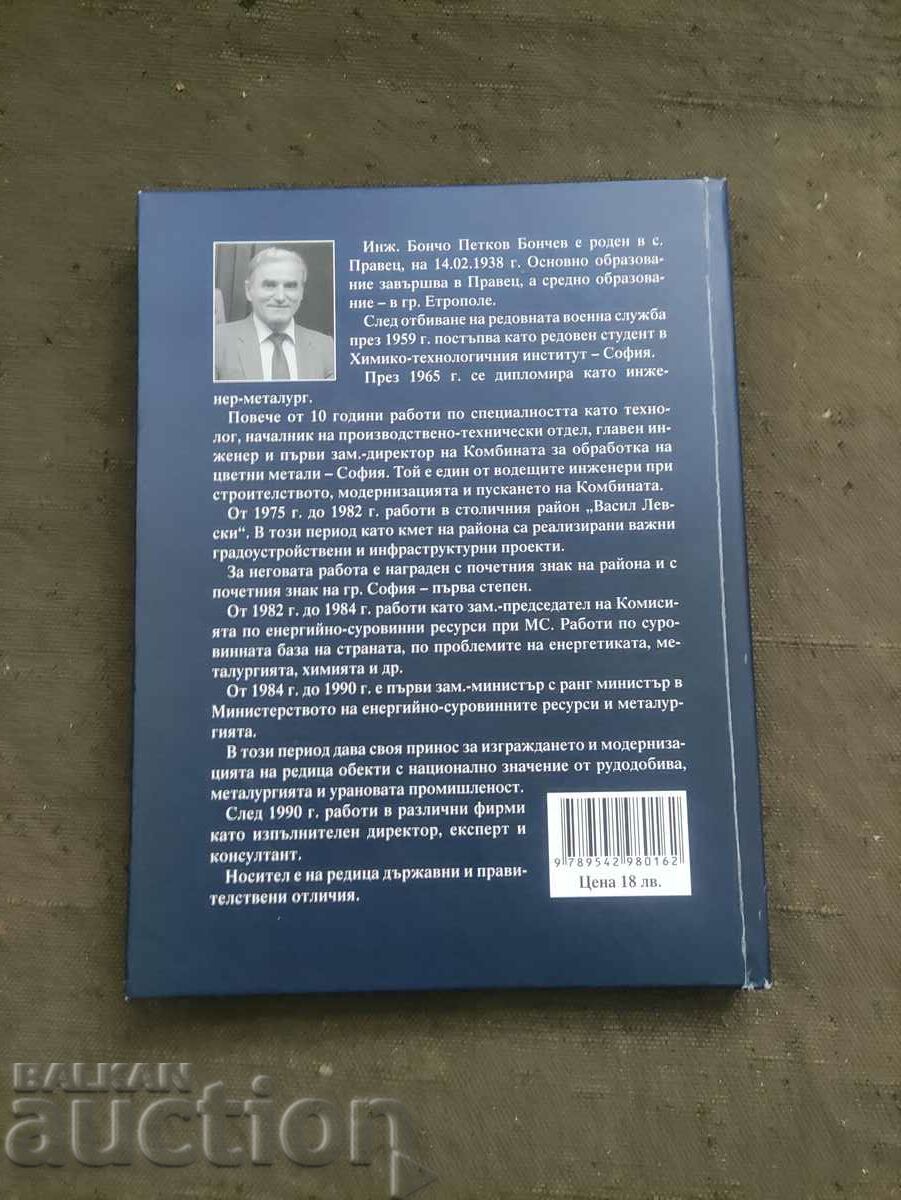 Инж. Бончо Петков Бончев е роден в с.
Правец, на 14.02.1938 г. Основно образова-
ние завършва в Правец, а средно образова-
ние – в гр. Етрополе.
След отбиване на редовната военна служба
през 1959 г. постъпва като редовен студент в
Химико-технологичния институт – София.
През 1965 г. се дипломира като инже-
нер-металург.
Повече от 10 години работи по специалността като техно-
лог, началник на производствено-технически отдел, главен ин-
женер и първи зам.-директор на Комбината за обработка на
цветни метали – София. Той е един от водещите инженери при
строителството, модернизацията и пускането на Комбината.
От 1975 г. до 1982 г. работи в столичния район „Васил Лев-
ски“. В този период като кмет на района са реализирани важни
градоустройствени и инфраструктурни проекти.
За неговата работа е награден с почетния знак на района и с
почетния знак на гр. София – първа степен.
От 1982 г. до 1984 г. работи като зам.-председател на Комиси-
ята по енергийно-суровинни ресурси при МС. Работи по суро-
винната база на страната, по проблемите на енергетиката, ме-
талургията, химията и др.
От 1984 г. до 1990 г. е първи зам.-министър с ранг министър в
Министерството на енергийно-суровинните ресурси и металур-
гията.
В този период дава своя принос за изграждането и модерниза-
цията на редица обекти с национално значение от рудодобива,
металургията и урановата промишленост.
След 1990 г. работи в различни фирми
като изпълнителен директор, експерт и
консултант.
Носител е на редица държавни и прави-
телствени отличия.
9 789542 980162
Цена 18 лв.
BALKAN
auction